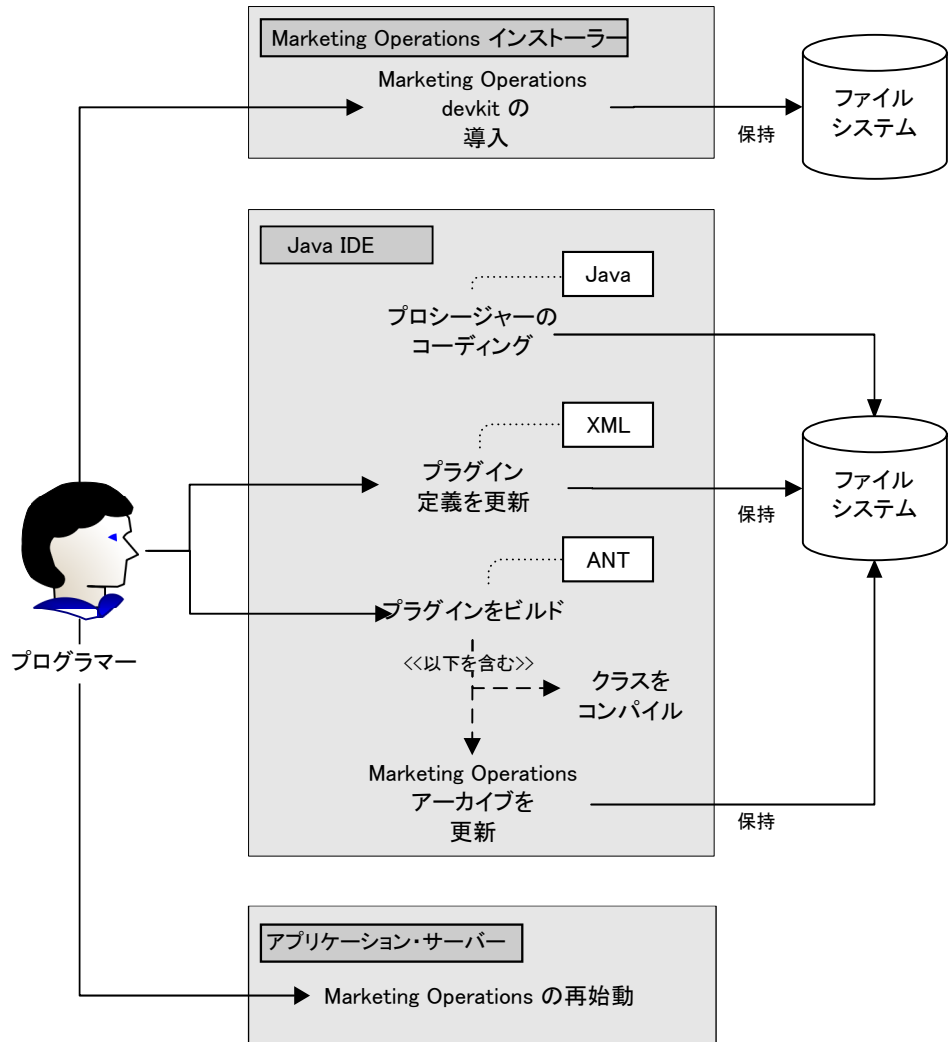 Marketing Operations インストーラー
Marketing Operations
devkit の
導入
保持
ファイル
システム
Java IDE
Java
プロシージャーの
コーディング
XML
プラグイン
定義を更新
保持
ファイル
システム
ANT
プラグインをビルド
プログラマー
<<以下を含む>>
クラスを
コンパイル
Marketing Operations
アーカイブを
更新
保持
アプリケーション・サーバー
Marketing Operations の再始動